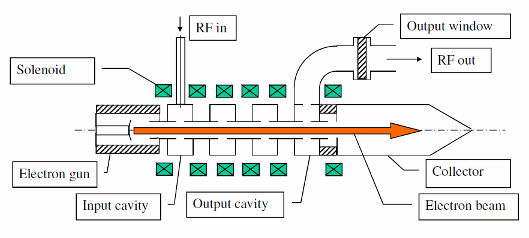 RF in
Output window
Solenoid
RF out
Electron gun
Collector
Input cavity
Output cavity
Electron beam